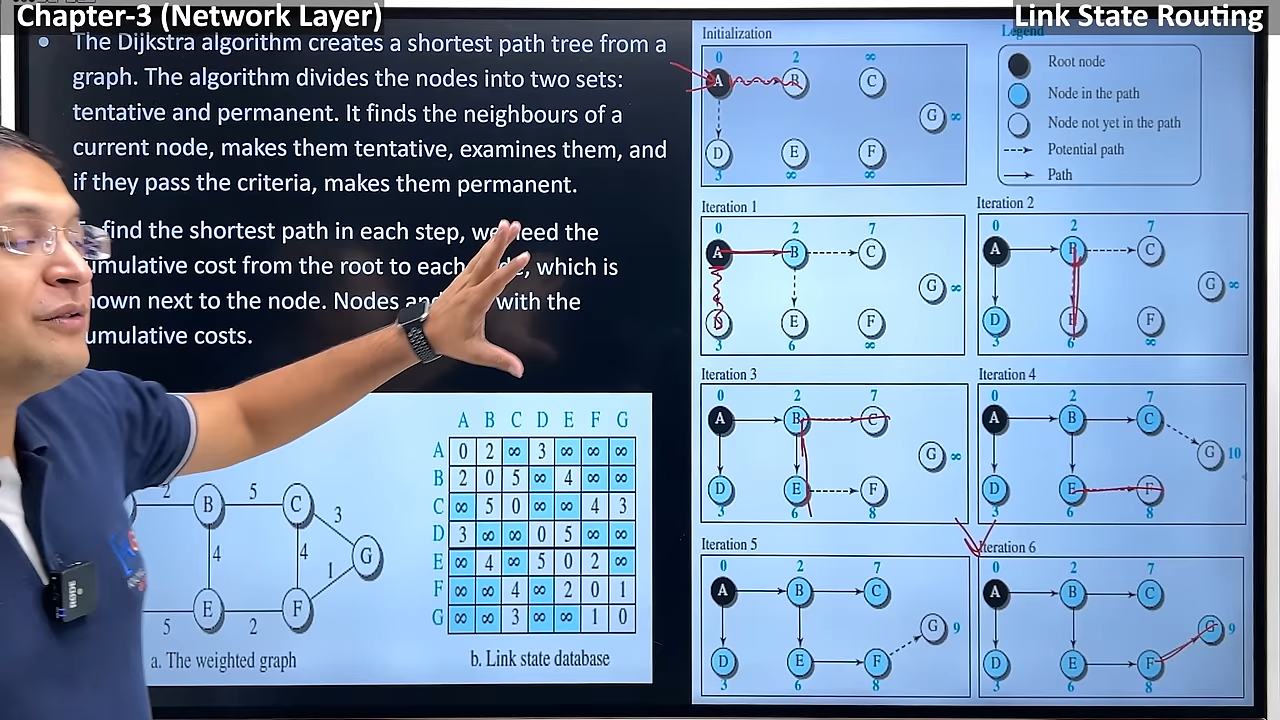 Chapter-3 (Network Layer)
Link State Routing
• The Dijkstra algorithm creates a shortest path tree from a
graph. The algorithm divides the nodes into two sets:
tentative and permanent. It finds the neighbours of a
current node, makes them tentative, examines them, and
if they pass the criteria, makes them permanent.
find the shortest path in each step, we need the
umulative cost from the root to each , which is
hown next to the node. Nodes with the
umulative costs.
2 B 5 C 3
4 4 G
1
E F
5 2
a. The weighted graph
A B C D E F G
A 0 2 ∞ 3 ∞ ∞ ∞
B 2 0 5 ∞ 4 ∞ ∞
C ∞ 5 0 ∞ ∞ 4 3
D 3 ∞ ∞ 0 5 ∞ ∞
E ∞ 4 ∞ 5 0 2 ∞
F ∞ ∞ 4 ∞ 2 0 1
G ∞ ∞ 3 ∞ ∞ 1 0
b. Link state database
Initialization
0 2 ∞
A B C
G ∞
D E F
3 ∞ ∞
Legend
Root node
Node in the path
Node not yet in the path
Potential path
Path
Iteration 1
0 2 7
A B C
G ∞
D E F
3 6 ∞
Iteration 2
0 2 7
A B C
G ∞
D E F
3 6 ∞
Iteration 3
0 2 7
A B C
G ∞
D E F
3 6 8
Iteration 4
0 2 7
A B C
G 10
D E F
3 6 8
Iteration 5
0 2 7
A B C
G 9
D E F
3 6 8
Iteration 6
0 2 7
A B C
G 9
D E F
3 6 8